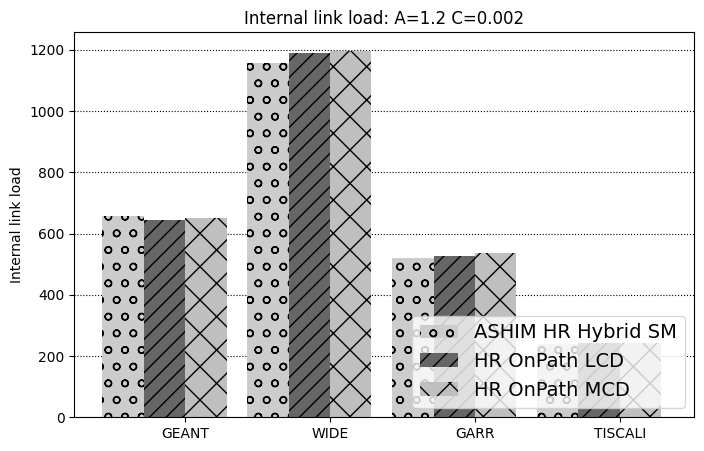 Internal link load: A=1.2 C=0.002
1200
1000
800
600
400
200
0
Internal link load
ASHIM HR Hybrid SM
HR OnPath LCD
HR OnPath MCD
GEANT WIDE GARR TISCALI